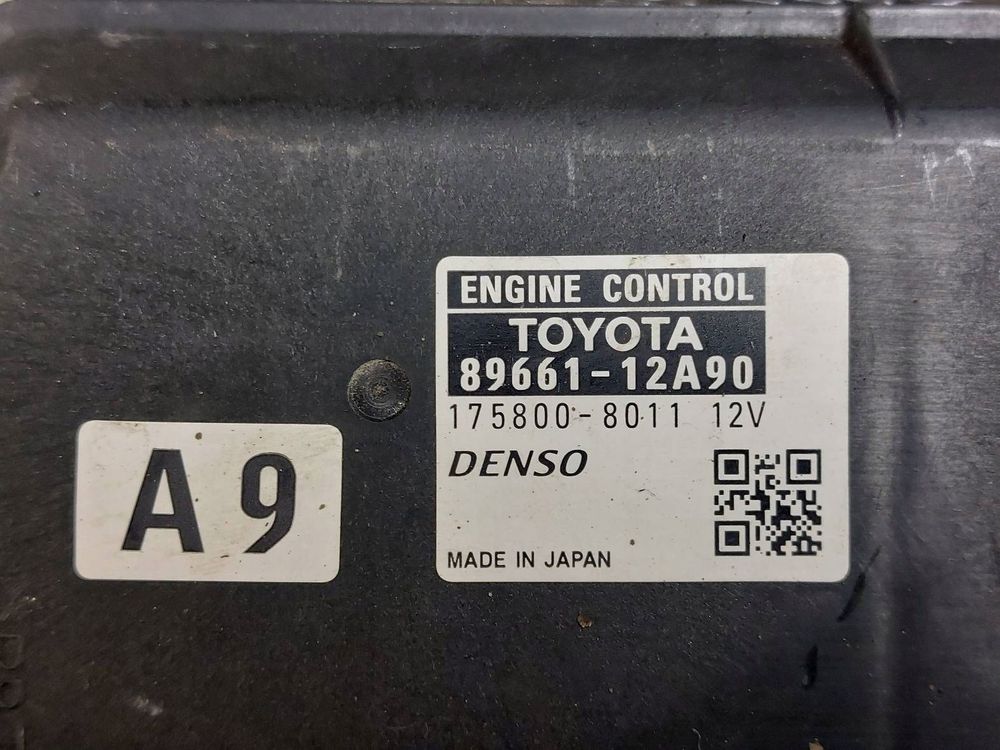 ENGINE CONTROL
TOYOTA
89661-12A90
175800-8011 12V
DENSO
MADE IN JAPAN
A9